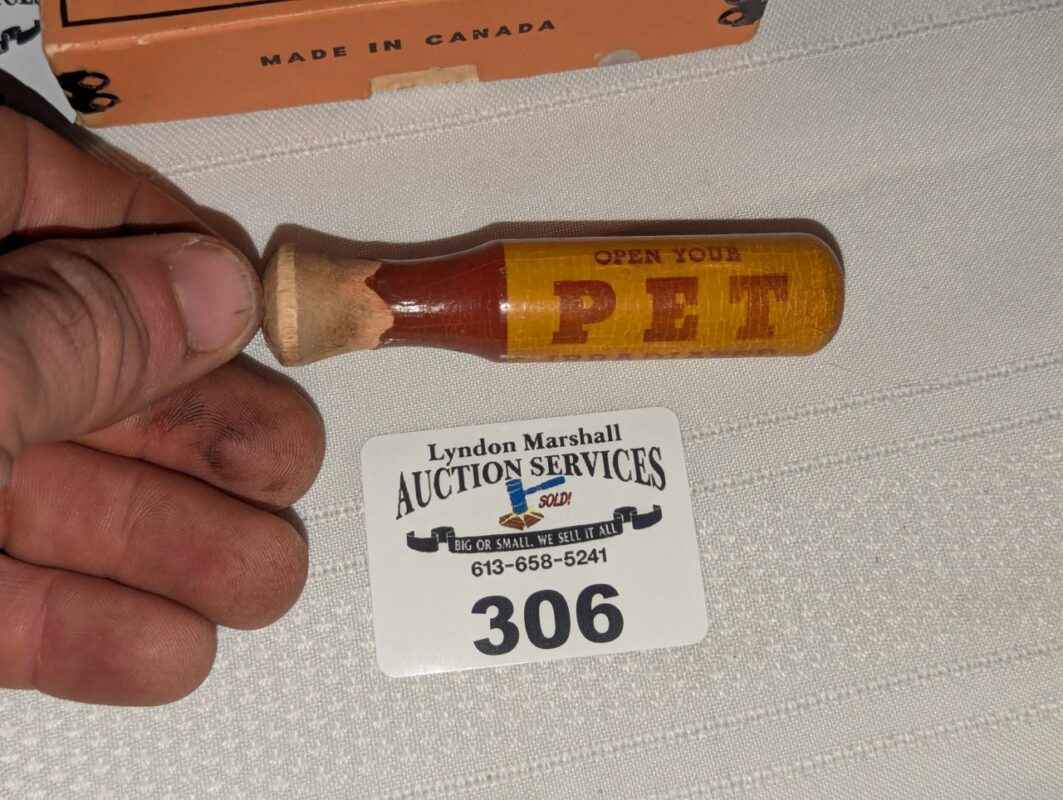 MADE IN CANADA
OPEN YOUR
PET
Lyndon Marshall
AUCTION SERVICES
SOLD!
BIG OR SMALL, WE SELL IT ALL
613-658-5241
306